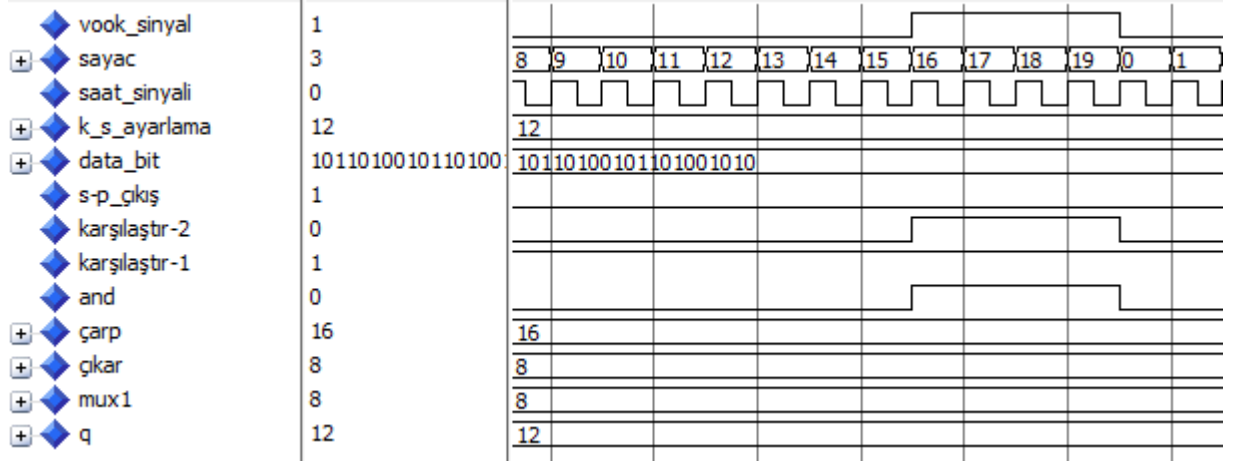 vook_sinyal 1
sayac 3 8 9 10 11 12 13 14 15 16 17 18 19 0 1
saat_sinyali 0
k_s_ayarlama 12 12
data_bit 101101001011010010 10110100101101001010
s-p_çıkış 1
karşılaştır-2 0
karşılaştır-1 1
and 0
çarp 16 16
çıkar 8 8
mux1 8 8
q 12 12